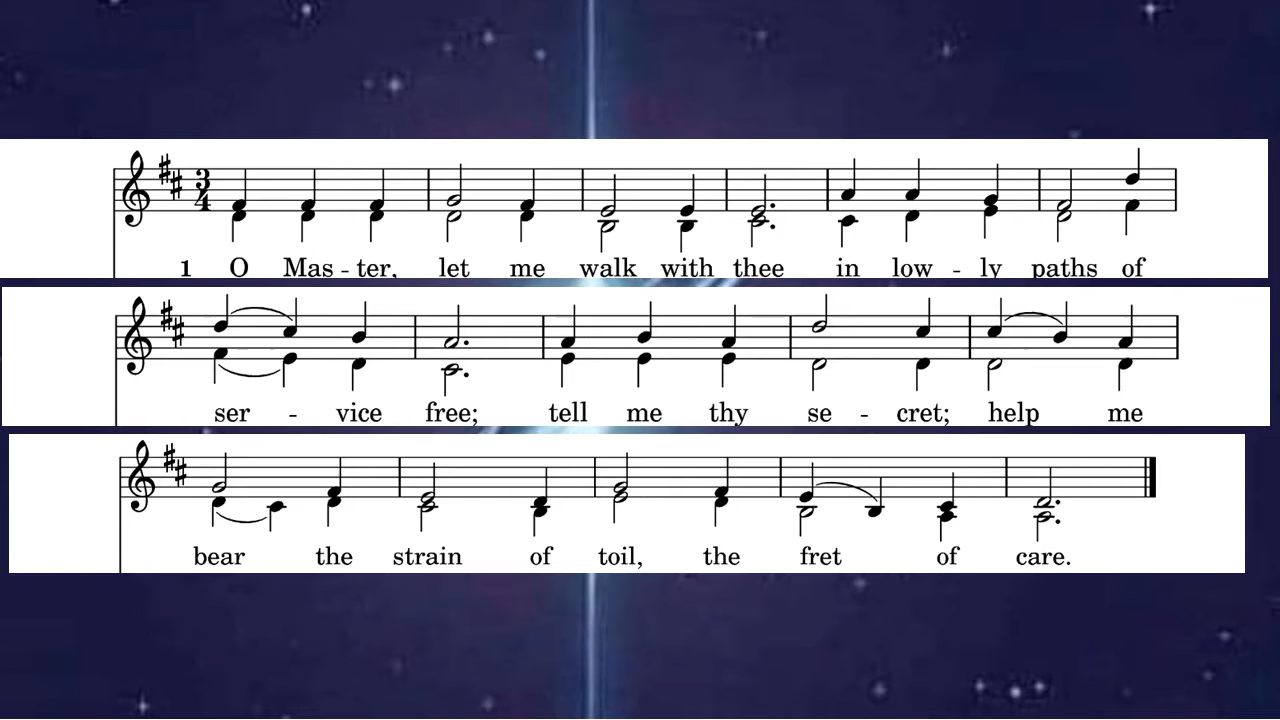 1 O Mas - ter, let me walk with thee in low - ly paths of
ser - vice free; tell me thy se - cret; help me
bear the strain of toil, the fret of care.